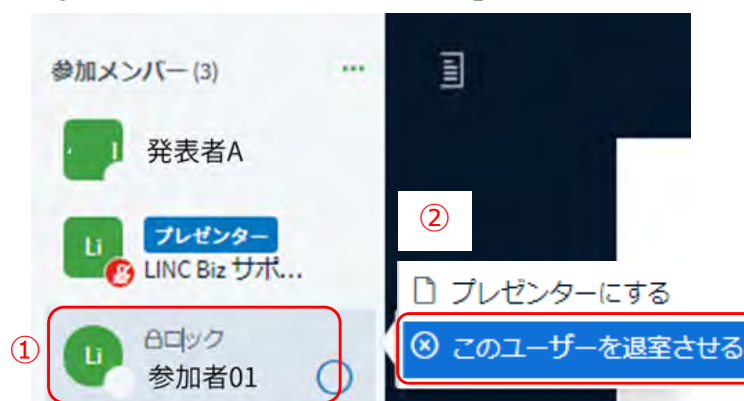 参加メンバー (3)
発表者A
Li
プレゼンター
LINC Biz サポ...
②
プレゼンターにする
このユーザーを退室させる
①
Li
ロック
参加者01